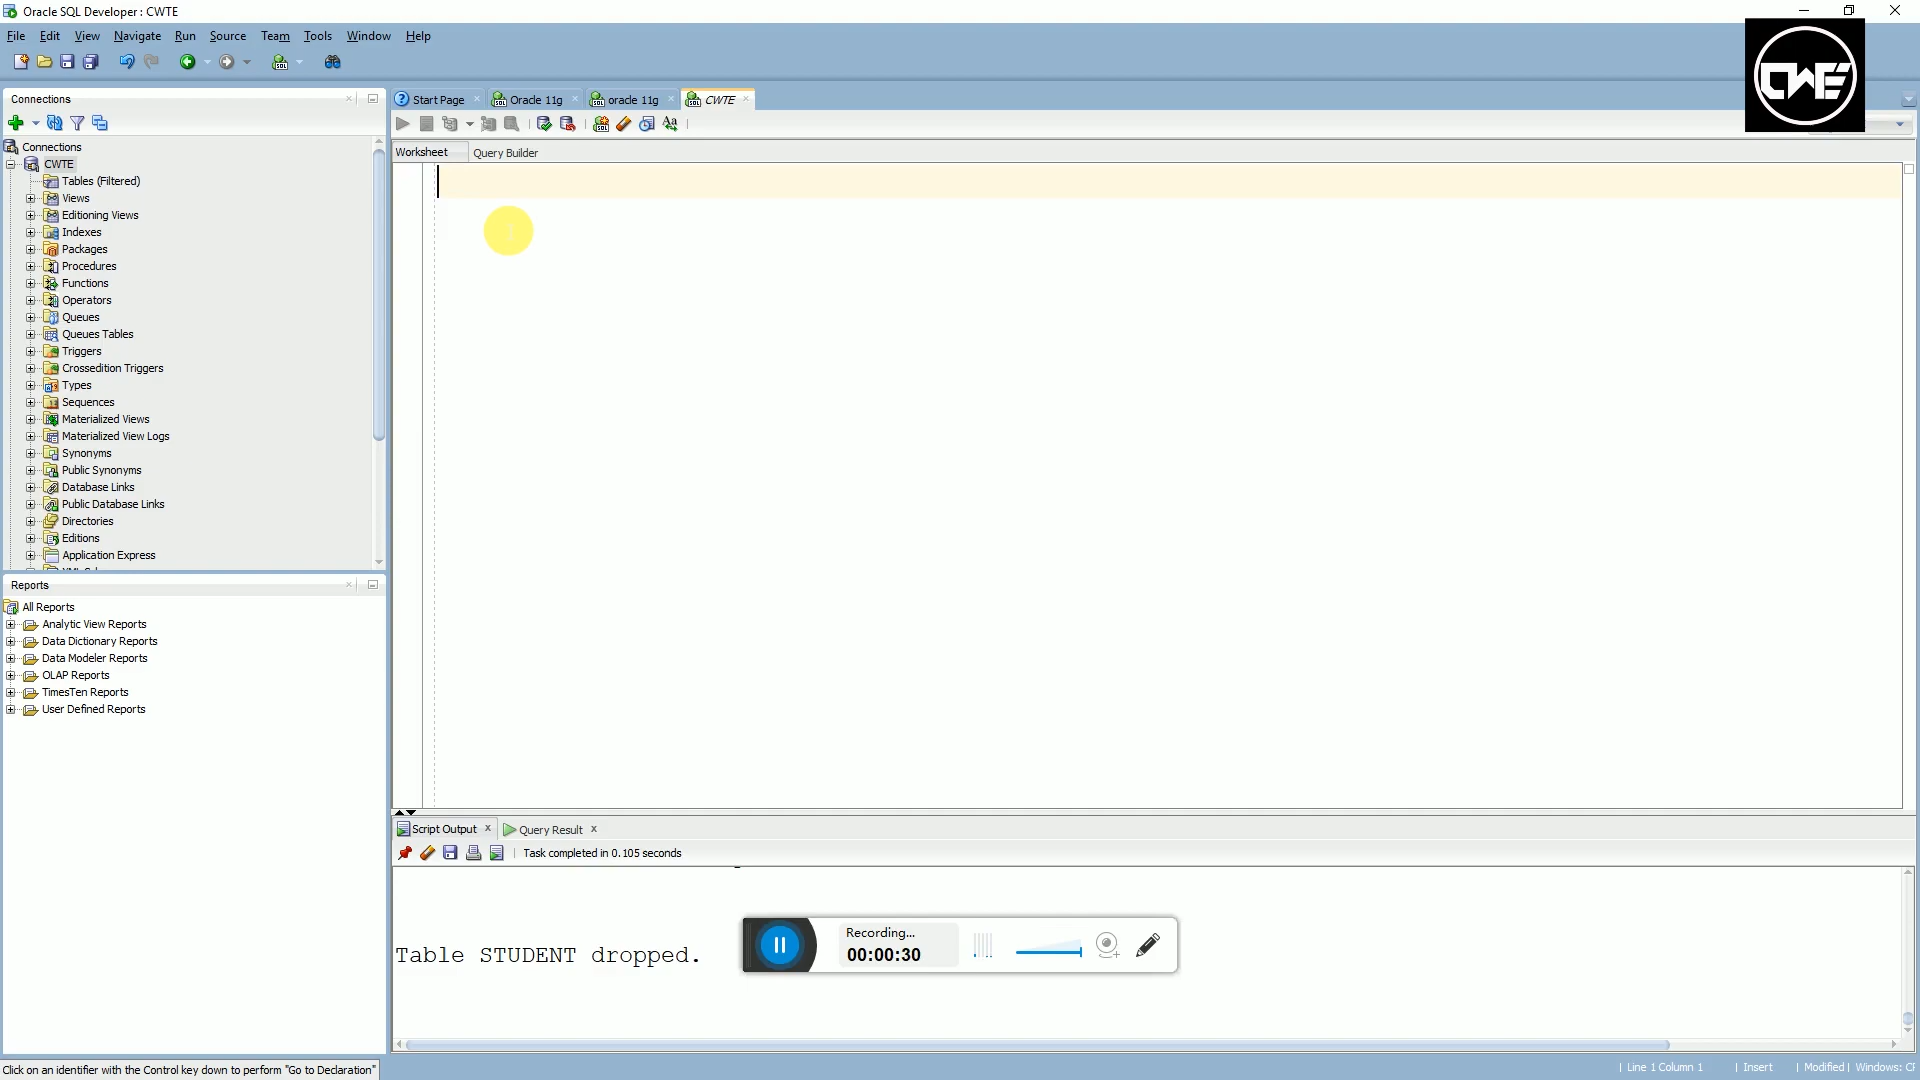 Oracle SQL Developer : CWTE
File Edit View Navigate Run Source Team Tools Window Help
CWE
Connections
Start Page
Oracle 11g
oracle 11g
CWTE
Worksheet
Query Builder
Connections
CWTE
Tables (Filtered)
Views
Editioning Views
Indexes
Packages
Procedures
Functions
Operators
Queues
Queues Tables
Triggers
Crossedition Triggers
Types
Sequences
Materialized Views
Materialized View Logs
Synonyms
Public Synonyms
Database Links
Public Database Links
Directories
Editions
Application Express
Reports
All Reports
Analytic View Reports
Data Dictionary Reports
Data Modeler Reports
OLAP Reports
TimesTen Reports
User Defined Reports
Script Output
Query Result
Task completed in 0.105 seconds
Table STUDENT dropped.
Recording...
00:00:30
Click on an identifier with the Control key down to perform "Go to Declaration"
Line 1 Column 1
Insert
Modified
Windows: